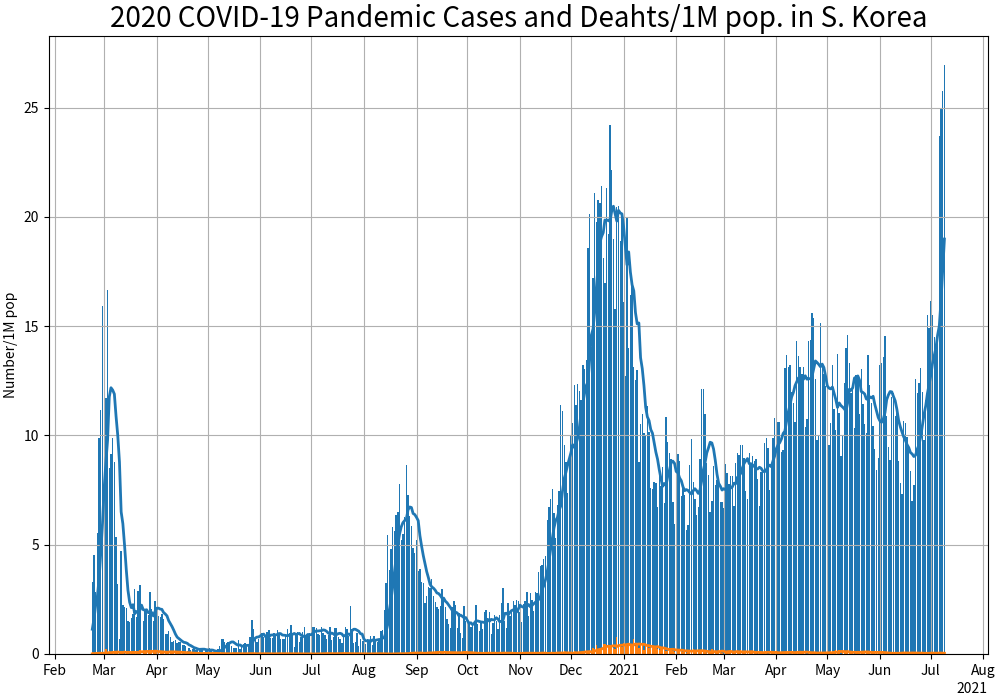 2020 COVID-19 Pandemic Cases and Deahts/1M pop. in S. Korea
Number/1M pop
25
20
15
10
5
0
Feb Mar Apr May Jun Jul Aug Sep Oct Nov Dec 2021 Feb Mar Apr May Jun Jul Aug
2021